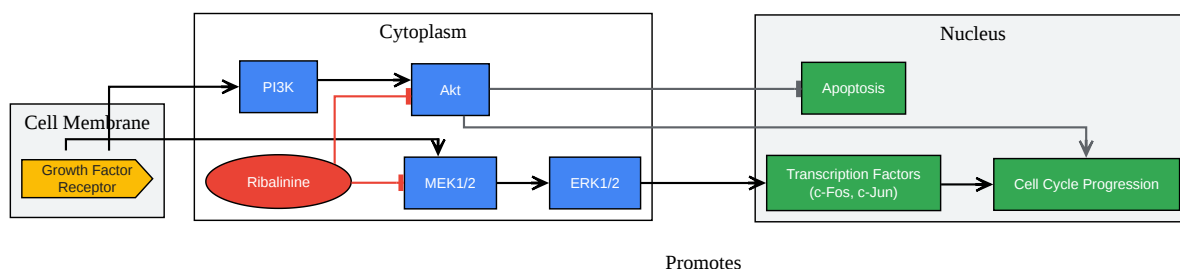 Cytoplasm
Nucleus
PI3K
Akt
Apoptosis
Cell Membrane
Growth Factor
Receptor
Ribalinine
MEK1/2
ERK1/2
Transcription Factors
(c-Fos, c-Jun)
Cell Cycle Progression
Promotes